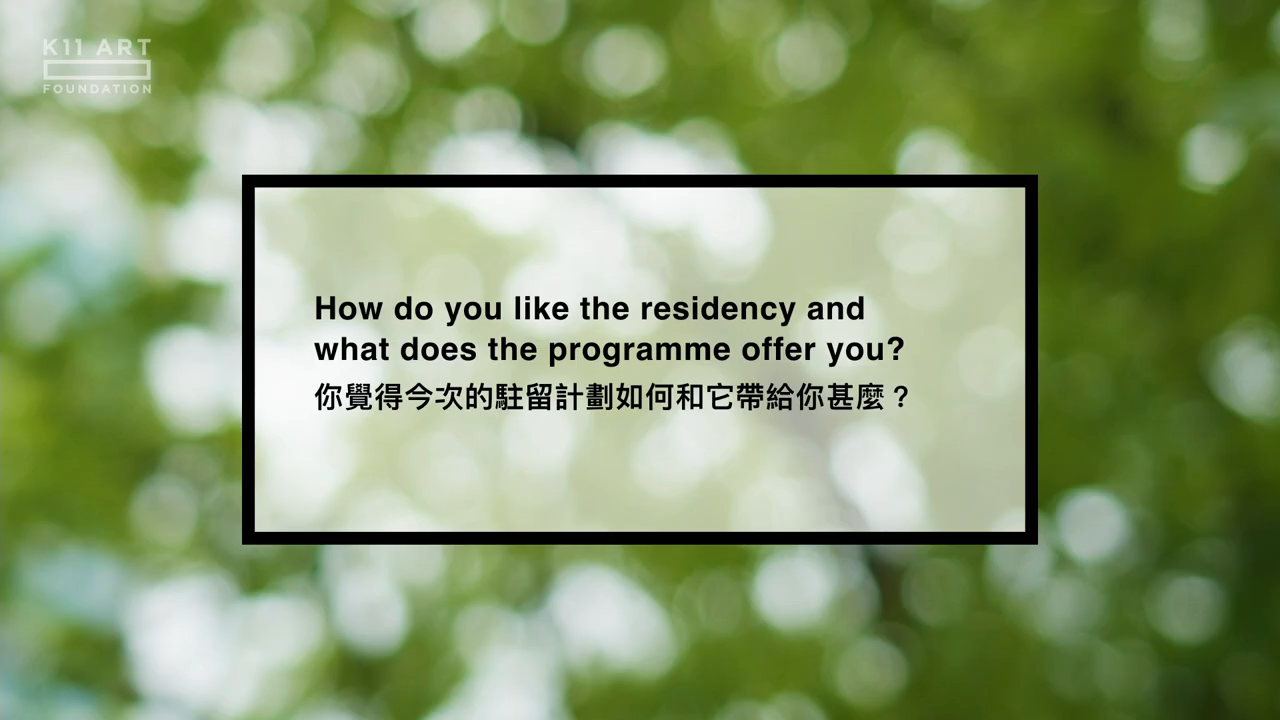 K11 ART
FOUNDATION
How do you like the residency and
what does the programme offer you?
你覺得今次的駐留計劃如何和它帶給你甚麼？